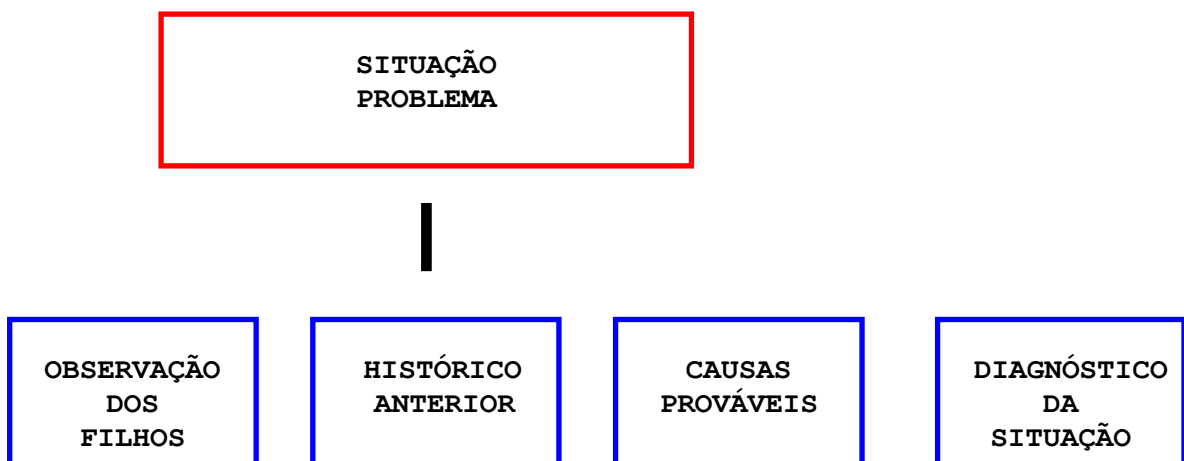 SITUAÇÃO
PROBLEMA
OBSERVAÇÃO
DOS
FILHOS
HISTÓRICO
ANTERIOR
CAUSAS
PROVÁVEIS
DIAGNÓSTICO
DA
SITUAÇÃO